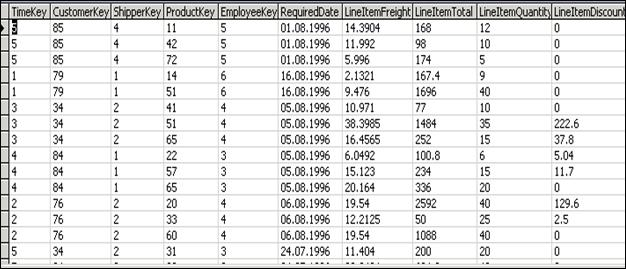 TimeKey CustomerKey ShipperKey ProductKey EmployeeKey RequiredDate LineItemFreight LineItemTotal LineItemQuantity LineItemDiscount
5 85 4 11 5 01.08.1996 14.3904 168 12 0
5 85 4 42 5 01.08.1996 11.992 98 10 0
5 85 4 72 5 01.08.1996 5.996 174 5 0
1 79 1 14 6 16.08.1996 2.1321 167.4 9 0
1 79 1 51 6 16.08.1996 9.476 1696 40 0
3 34 2 41 4 05.08.1996 10.971 77 10 0
3 34 2 51 4 05.08.1996 38.3985 1484 35 222.6
3 34 2 65 4 05.08.1996 16.4565 252 15 37.8
4 84 1 22 3 05.08.1996 6.0492 100.8 6 5.04
4 84 1 57 3 05.08.1996 15.123 234 15 11.7
4 84 1 65 3 05.08.1996 20.164 336 20 0
2 76 2 20 4 06.08.1996 19.54 2592 40 129.6
2 76 2 33 4 06.08.1996 12.2125 50 25 2.5
2 76 2 60 4 06.08.1996 19.54 1088 40 0
5 34 2 31 3 24.07.1996 11.404 200 20 0